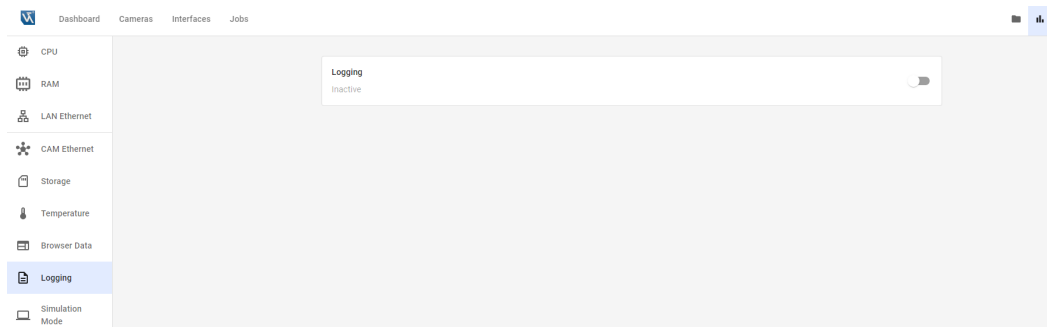 Dashboard Cameras Interfaces Jobs
CPU
RAM
LAN Ethernet
CAM Ethernet
Storage
Temperature
Browser Data
Logging
Simulation
Mode
Logging
Inactive